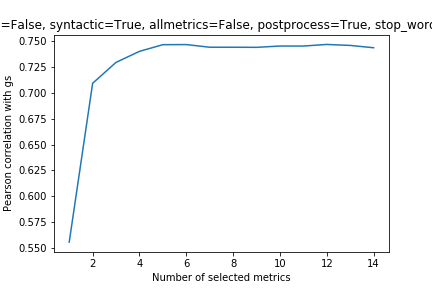 =False, syntactic=True, allmetrics=False, postprocess=True, stop_word
0.750
0.725
0.700
0.675
0.650
0.625
0.600
0.575
0.550
Pearson correlation with gs
2 4 6 8 10 12 14
Number of selected metrics